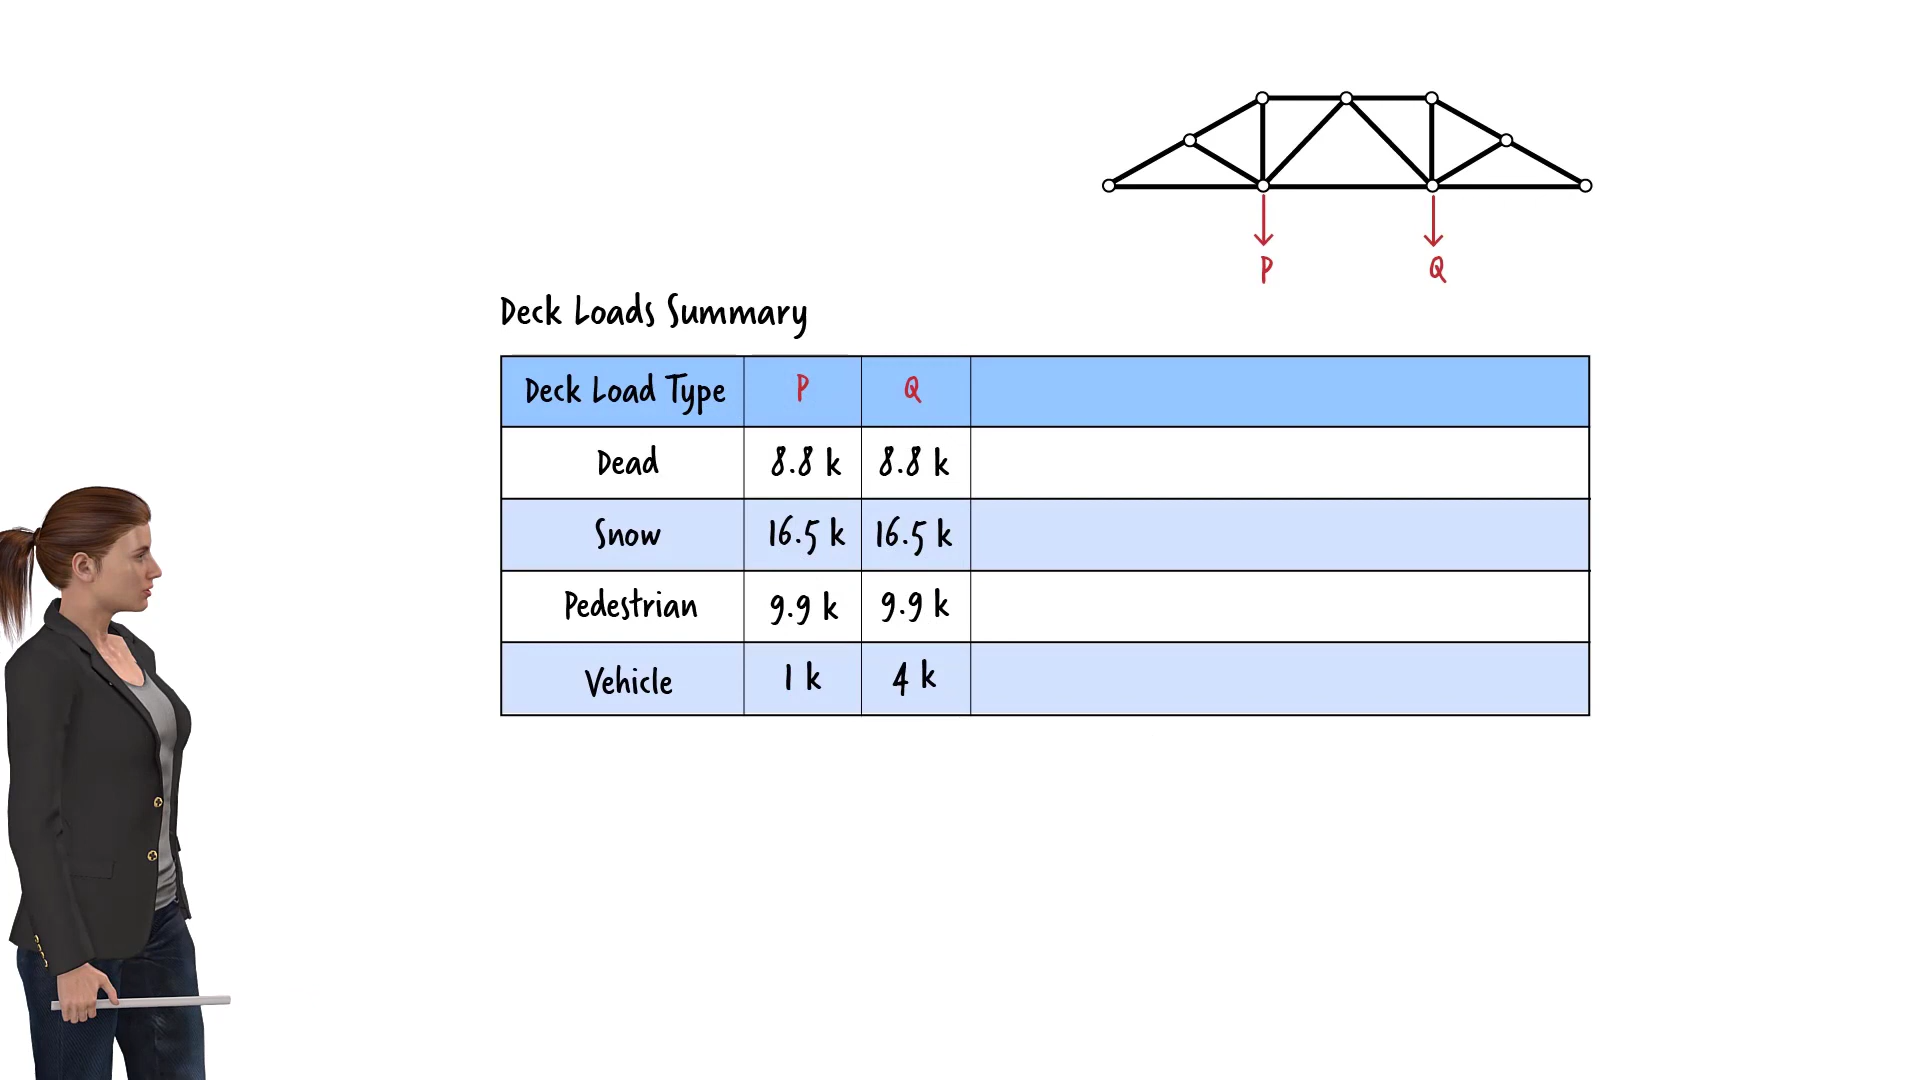 P Q
Deck Loads Summary
Deck Load Type P Q
Dead 8.8 k 8.8 k
Snow 16.5 k 16.5 k
Pedestrian 9.9 k 9.9 k
Vehicle 1 k 4 k